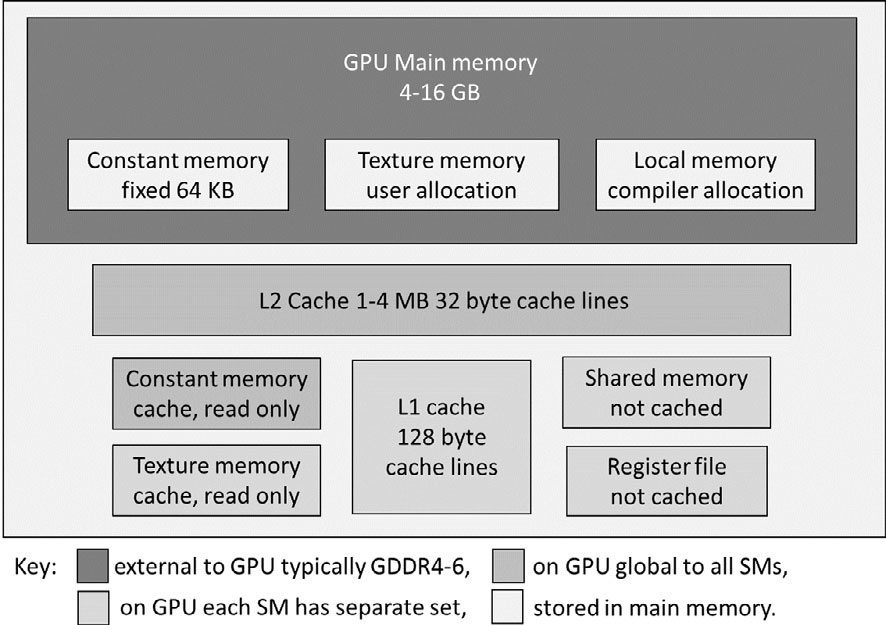 GPU Main memory
4-16 GB
Constant memory
fixed 64 KB
Texture memory
user allocation
Local memory
compiler allocation
L2 Cache 1-4 MB 32 byte cache lines
Constant memory
cache, read only
L1 cache
128 byte
cache lines
Shared memory
not cached
Texture memory
cache, read only
Register file
not cached
Key: external to GPU typically GDDR4-6, on GPU global to all SMs,
on GPU each SM has separate set, stored in main memory.